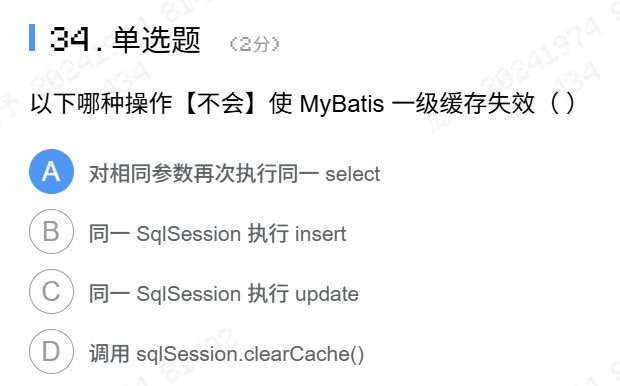 34.单选题 (2分)
以下哪种操作【不会】使 MyBatis 一级缓存失效（ ）
A 对相同参数再次执行同一 select
B 同一 SqlSession 执行 insert
C 同一 SqlSession 执行 update
D 调用 sqlSession.clearCache()